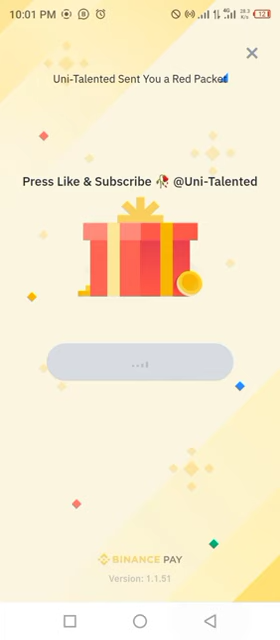 10:01 PM
Uni-Talented Sent You a Red Packet
Press Like & Subscribe 🥀 @Uni-Talented
BINANCE PAY
Version: 1.1.51